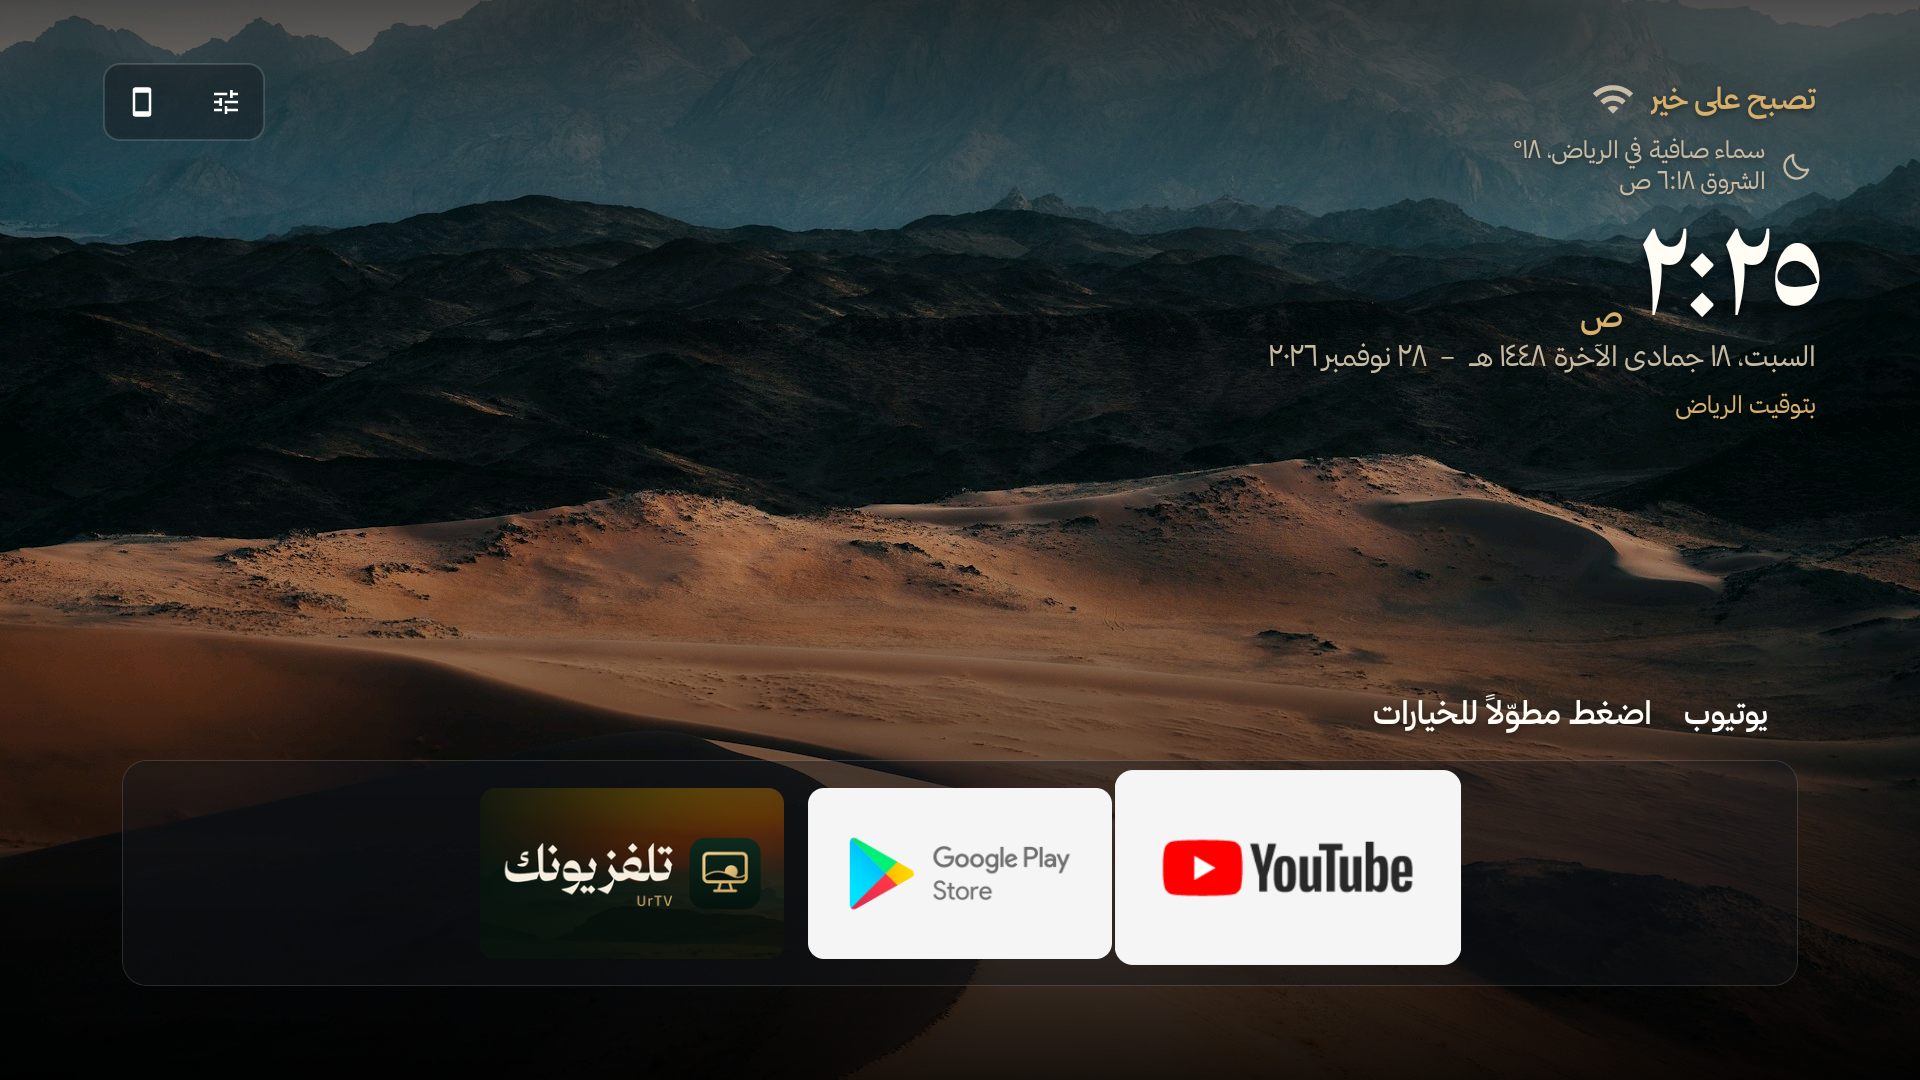 تصبح على خير
سماء صافية في الرياض، ١٨°
الشروق ٦:١٨ ص
٢:٢٥ ص
السبت، ١٨ جمادى الآخرة ١٤٤٨ هـ – ٢٨ نوفمبر ٢٠٢٦
بتوقيت الرياض
يوتيوب اضغط مطوّلاً للخيارات
YouTube
Google Play
Store
تلفزيونك
UrTV